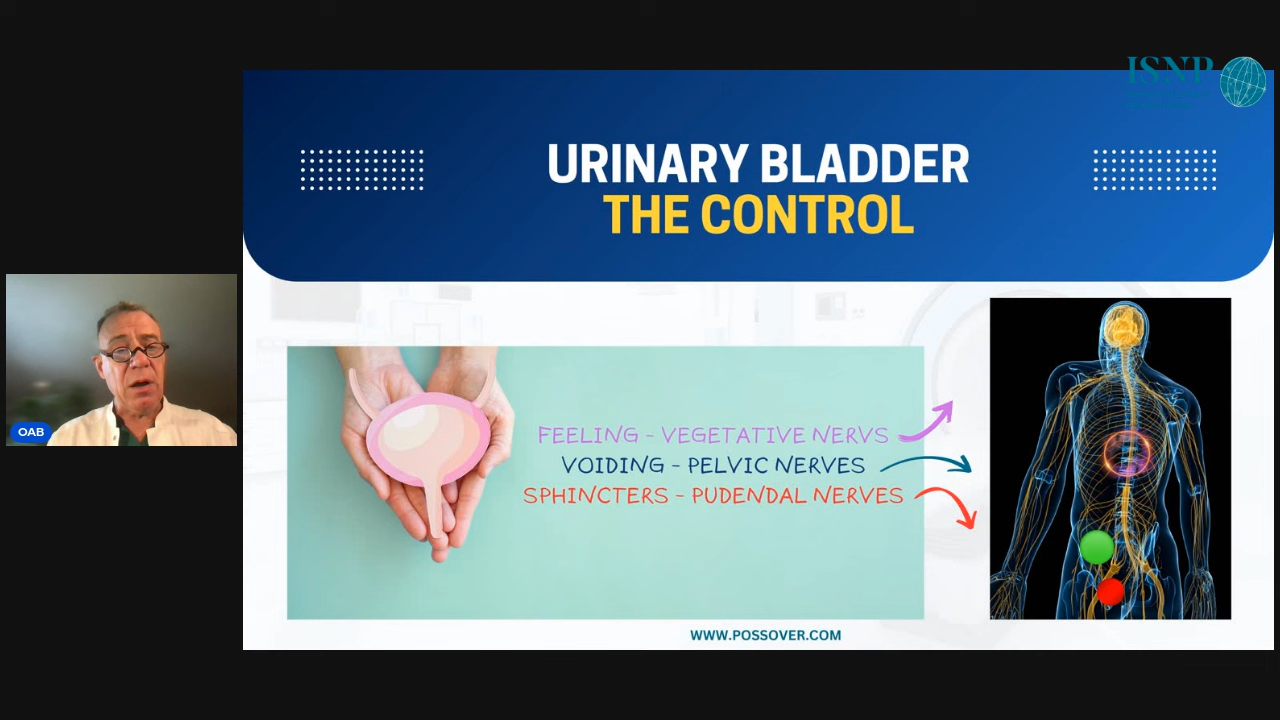 ISNP
URINARY BLADDER
THE CONTROL
FEELING - VEGETATIVE NERVS
VOIDING - PELVIC NERVES
SPHINCTERS - PUDENDAL NERVES
OAB
WWW.POSSOVER.COM